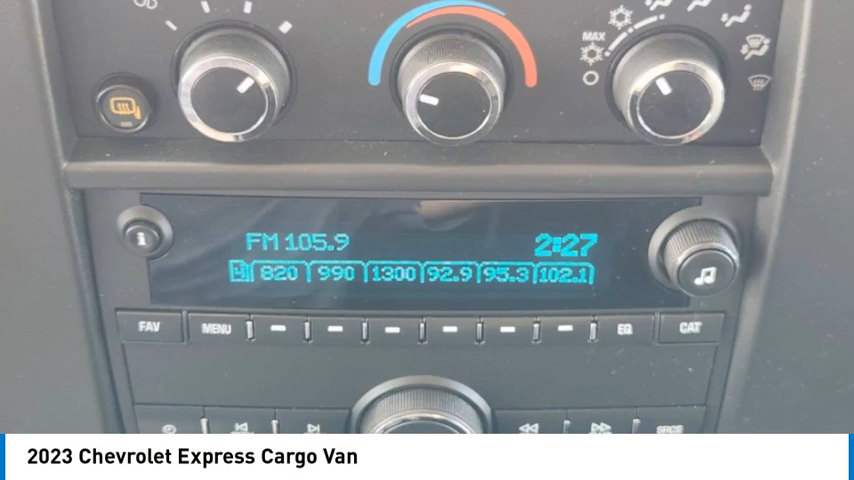 MAX
i
FM 105.9 2:27
820 990 1300 92.9 95.3 102.1
FAV MENU EQ CAT
2023 Chevrolet Express Cargo Van